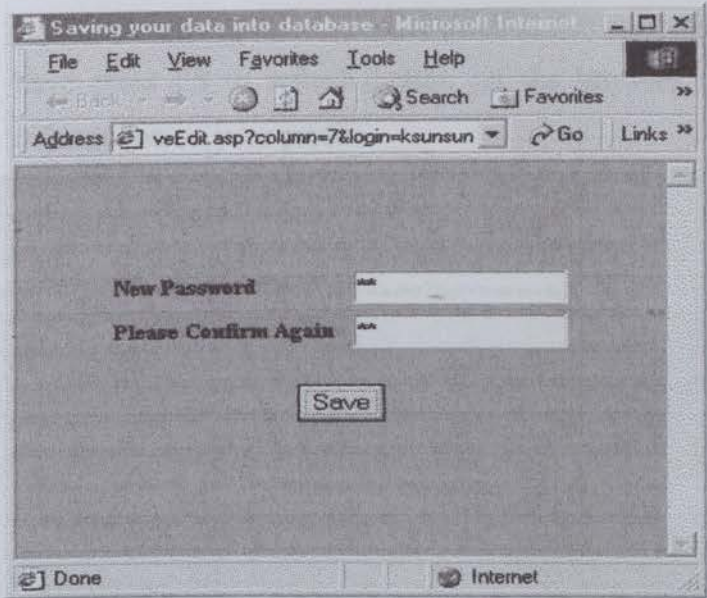 Saving your data into database - Microsoft Internet
File Edit View Favorites Tools Help
Back Search Favorites »
Address veEdit.asp?column=7&login=ksunsun Go Links »
New Password **
Please Confirm Again **
Save
Done Internet